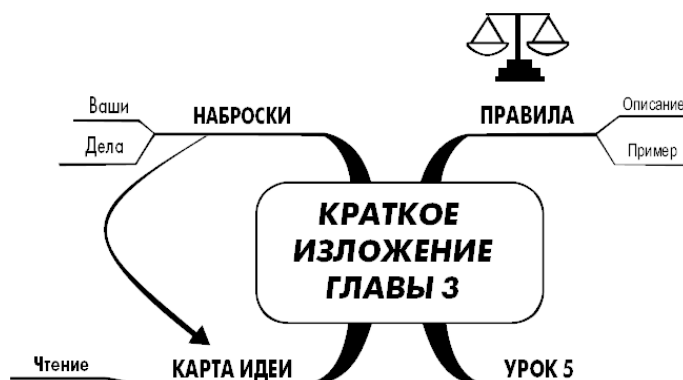 Ваши
НАБРОСКИ
Дела
ПРАВИЛА
Описание
Пример
КРАТКОЕ
ИЗЛОЖЕНИЕ
ГЛАВЫ 3
Чтение
КАРТА ИДЕИ
УРОК 5